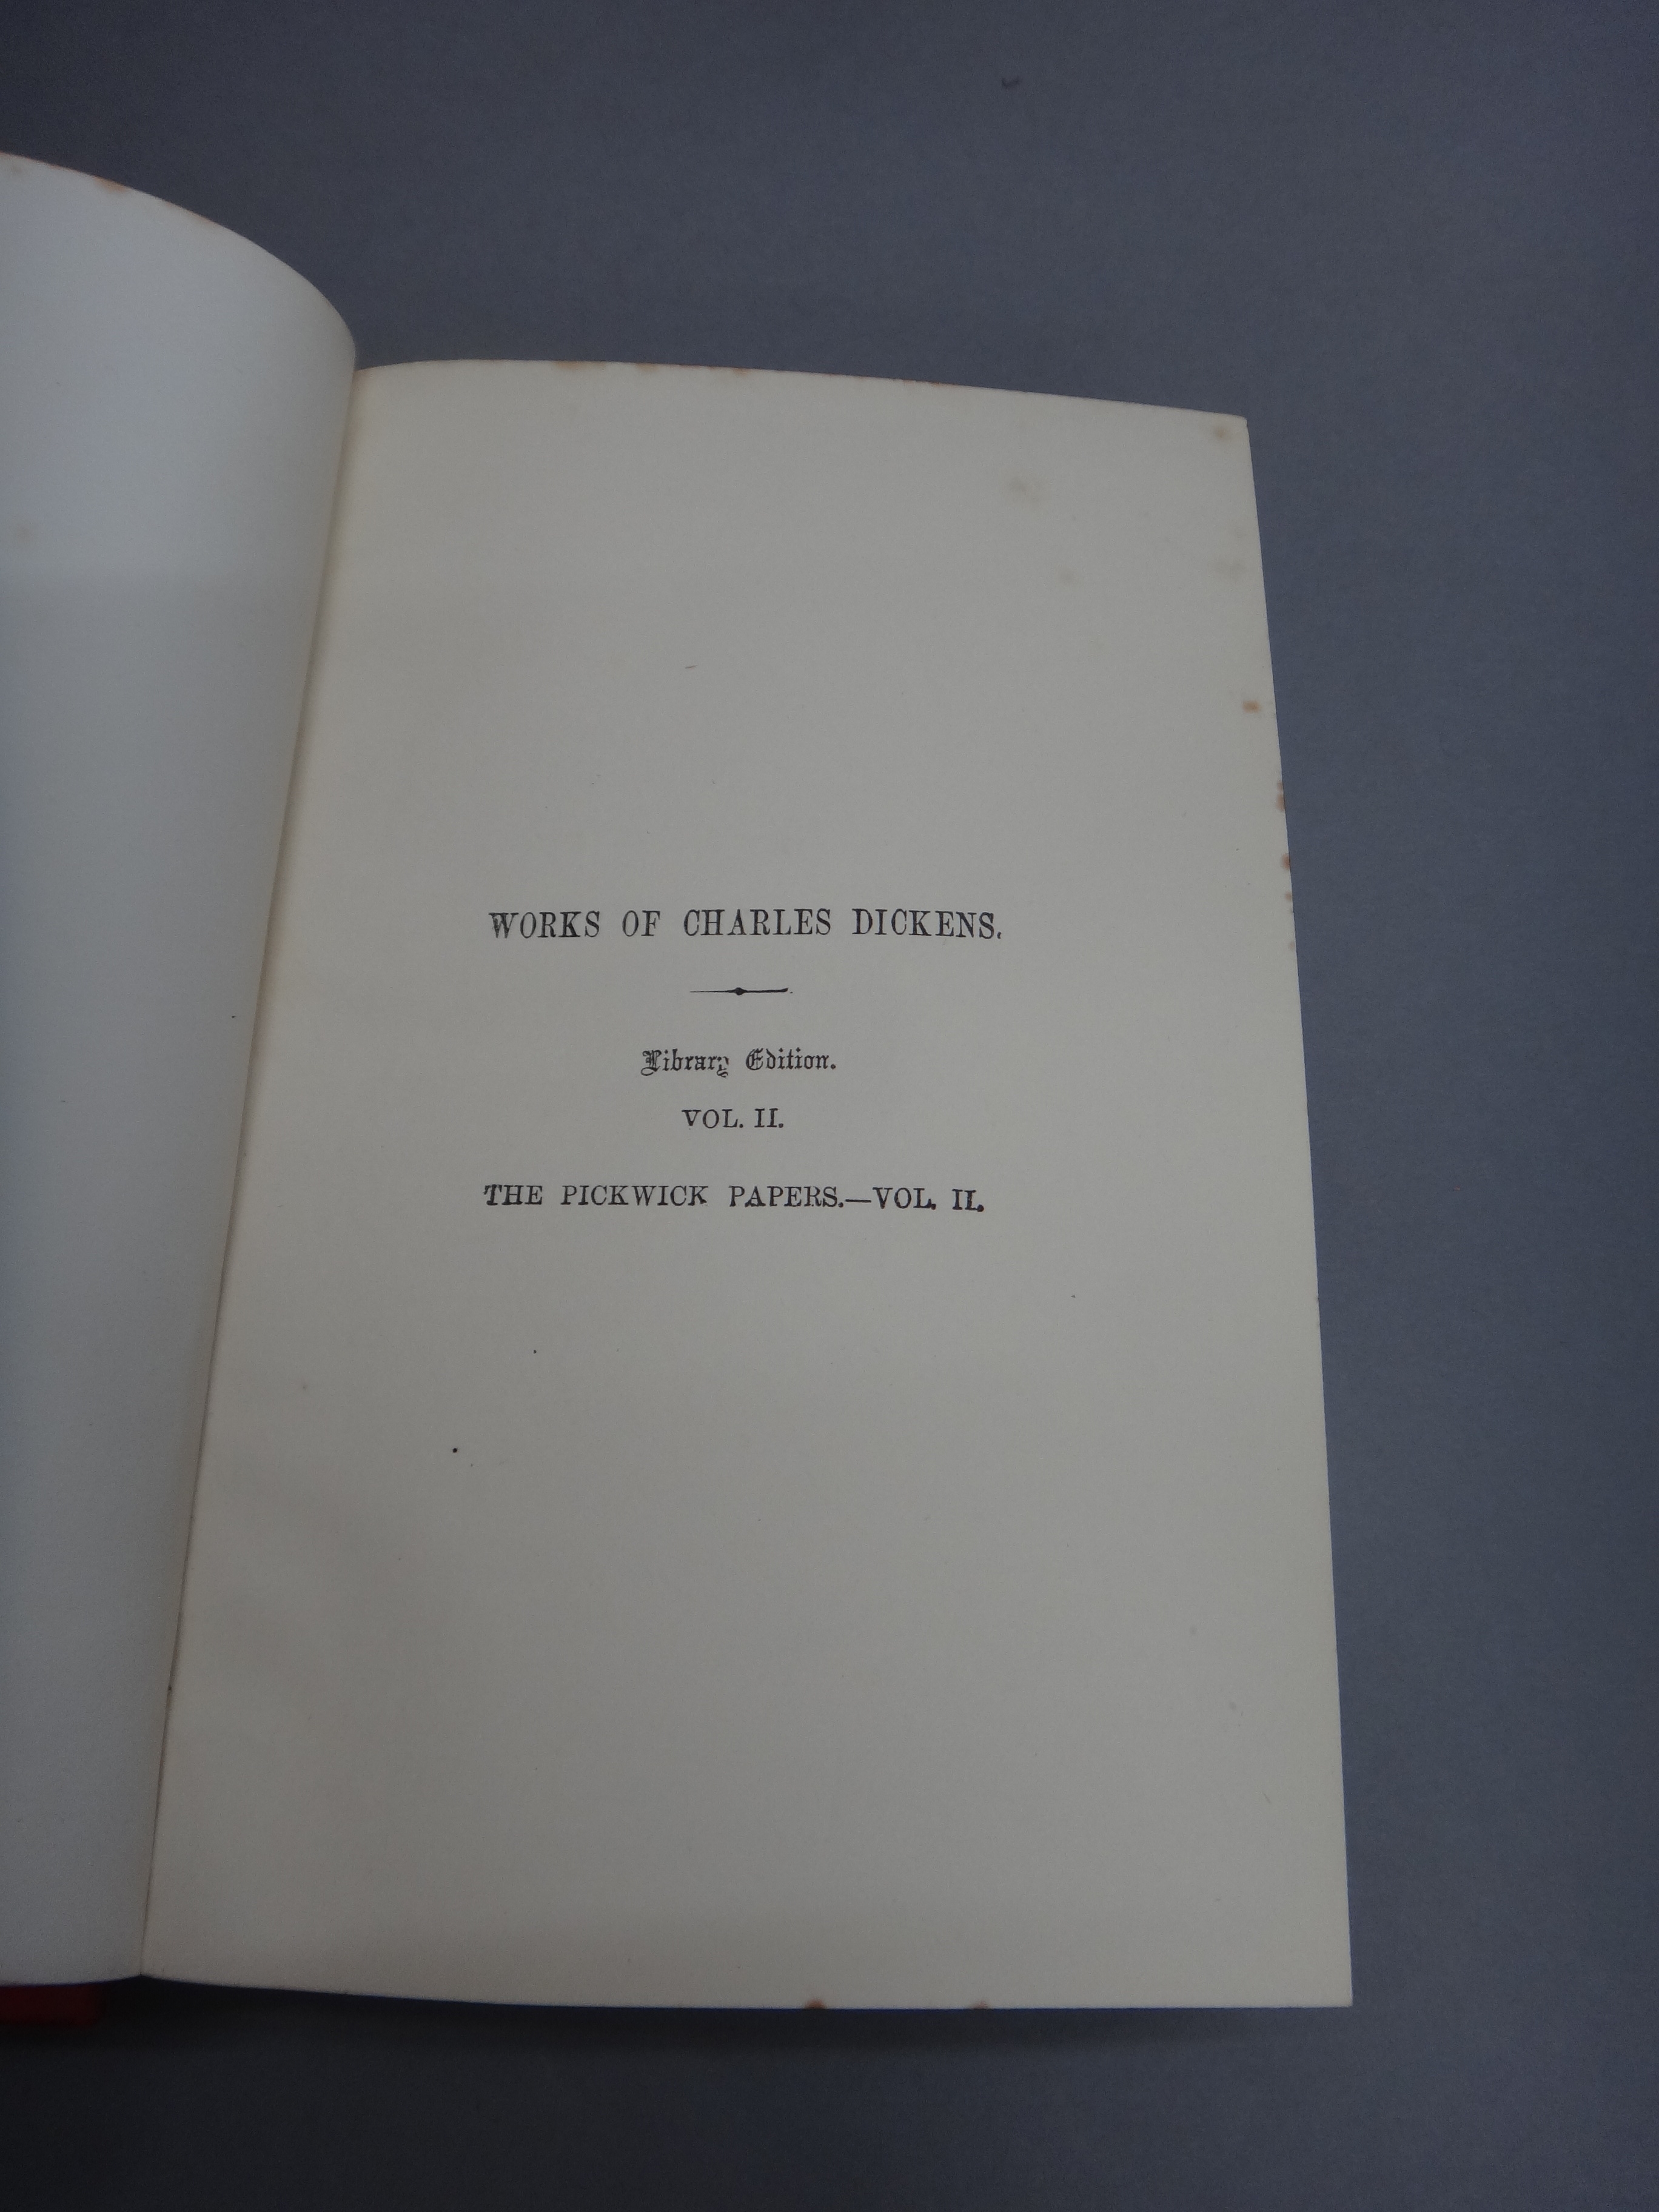 WORKS OF CHARLES DICKENS.
Library Edition.
VOL. II.
THE PICKWICK PAPERS.—VOL. II.